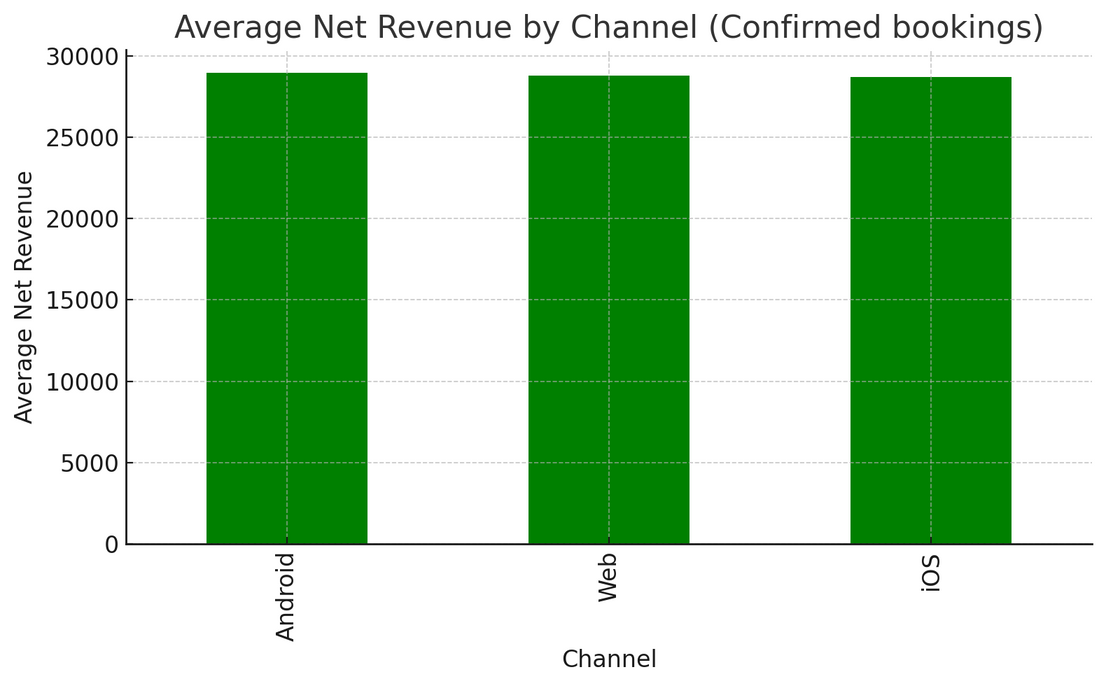 Average Net Revenue by Channel (Confirmed bookings)
Average Net Revenue
30000
25000
20000
15000
10000
5000
0
Android
Web
iOS
Channel